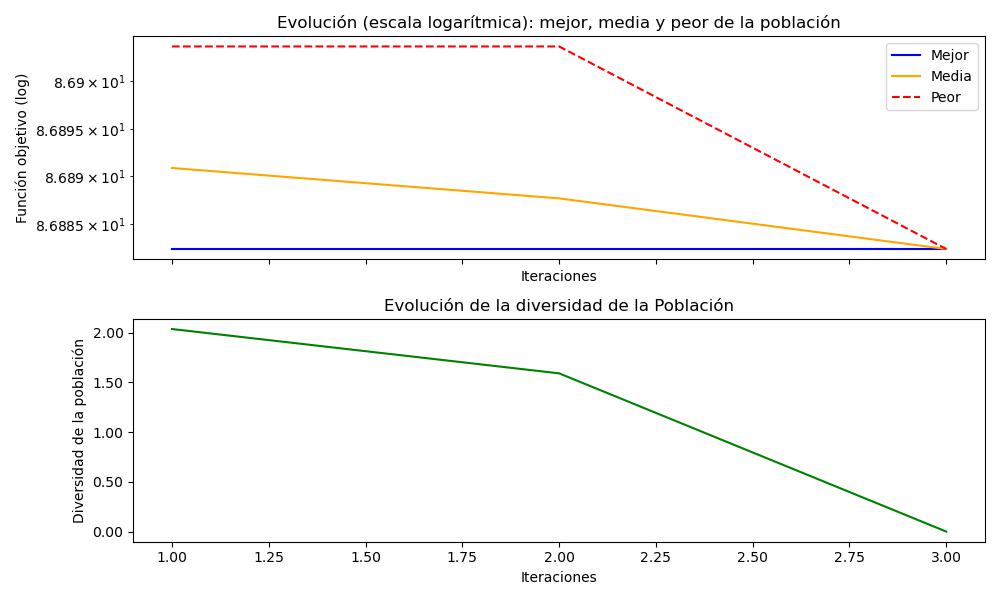 Evolución (escala logarítmica): mejor, media y peor de la población
Función objetivo (log)
8.69 × 10¹
8.6895 × 10¹
8.689 × 10¹
8.6885 × 10¹
Mejor
Media
Peor
Iteraciones
Evolución de la diversidad de la Población
Diversidad de la población
2.00
1.50
1.00
0.50
0.00
1.00 1.25 1.50 1.75 2.00 2.25 2.50 2.75 3.00
Iteraciones